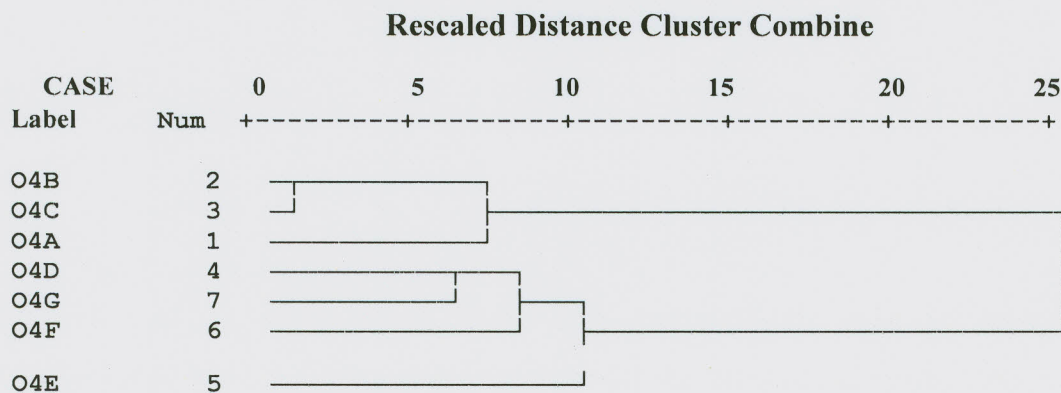 Rescaled Distance Cluster Combine
CASE 0 5 10 15 20 25
Label Num +---------+---------+---------+---------+---------+
O4B 2
O4C 3
O4A 1
O4D 4
O4G 7
O4F 6
O4E 5